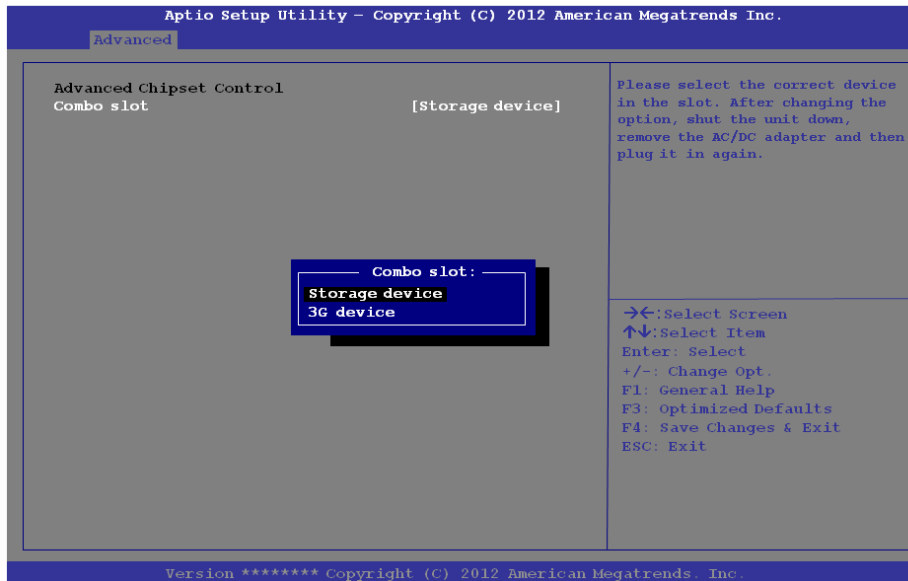 Aptio Setup Utility – Copyright (C) 2012 American Megatrends Inc.
Advanced
Advanced Chipset Control
Combo slot [Storage device]
Please select the correct device
in the slot. After changing the
option, shut the unit down,
remove the AC/DC adapter and then
plug it in again.
Combo slot:
Storage device
3G device
→←:Select Screen
↑↓:Select Item
Enter: Select
+/-: Change Opt.
F1: General Help
F3: Optimized Defaults
F4: Save Changes & Exit
ESC: Exit
Version ******** Copyright (C) 2012 American Megatrends. Inc.